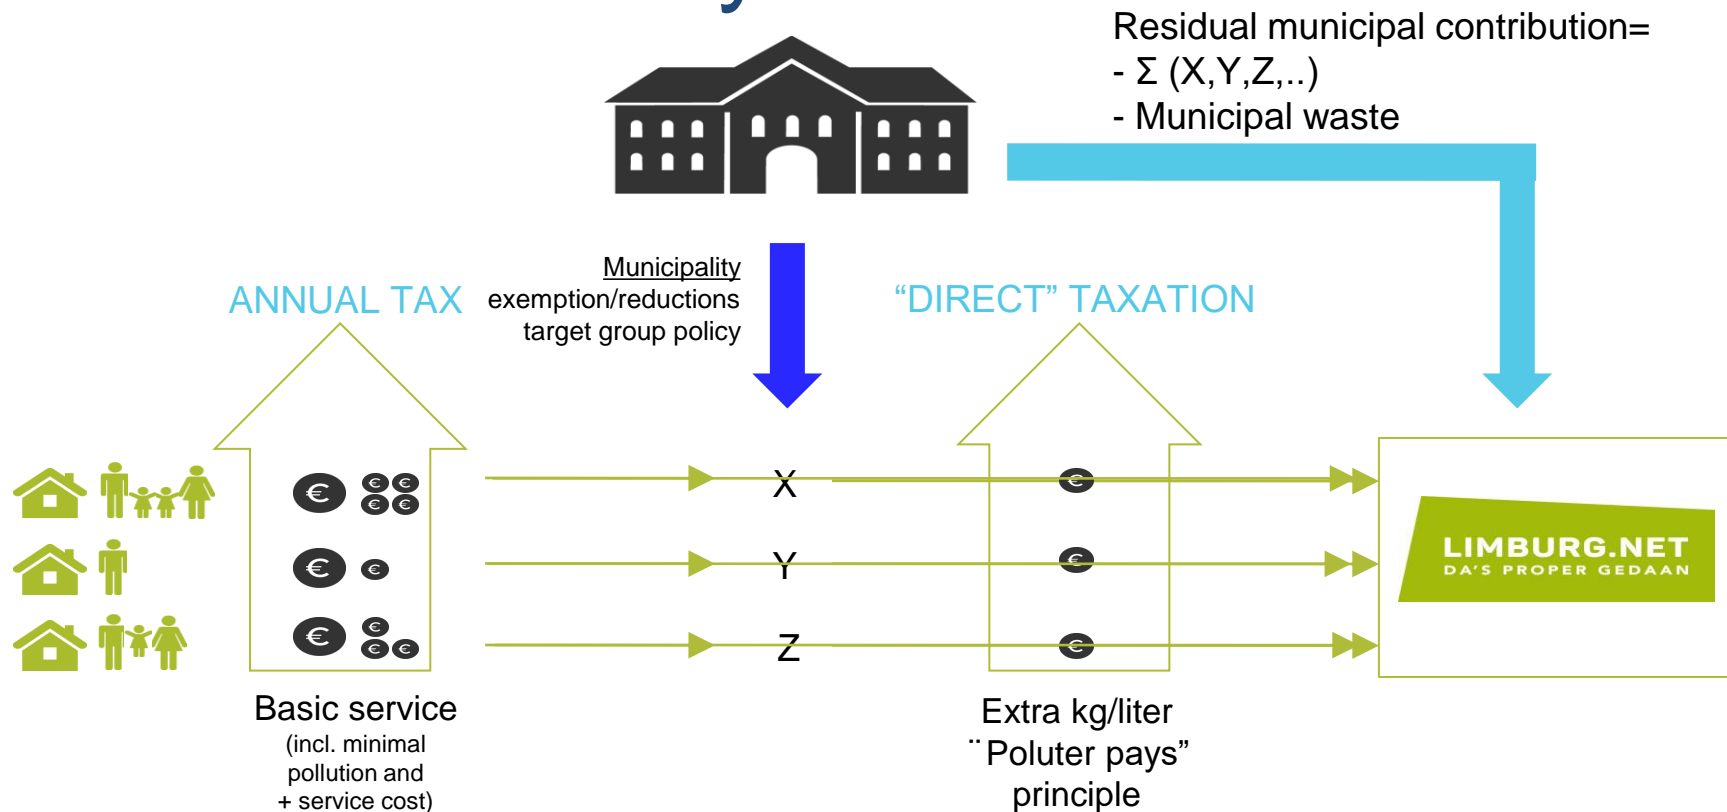 Residual municipal contribution=
- Σ (X,Y,Z,..)
- Municipal waste
Municipality
exemption/reductions
target group policy
ANNUAL TAX
“DIRECT” TAXATION
€ € €
€ €
X
€
€ €
Y
€
€ €
€ €
Z
€
LIMBURG.NET
DA'S PROPER GEDAAN
Basic service
(incl. minimal
pollution and
+ service cost)
Extra kg/liter
¨Poluter pays”
principle